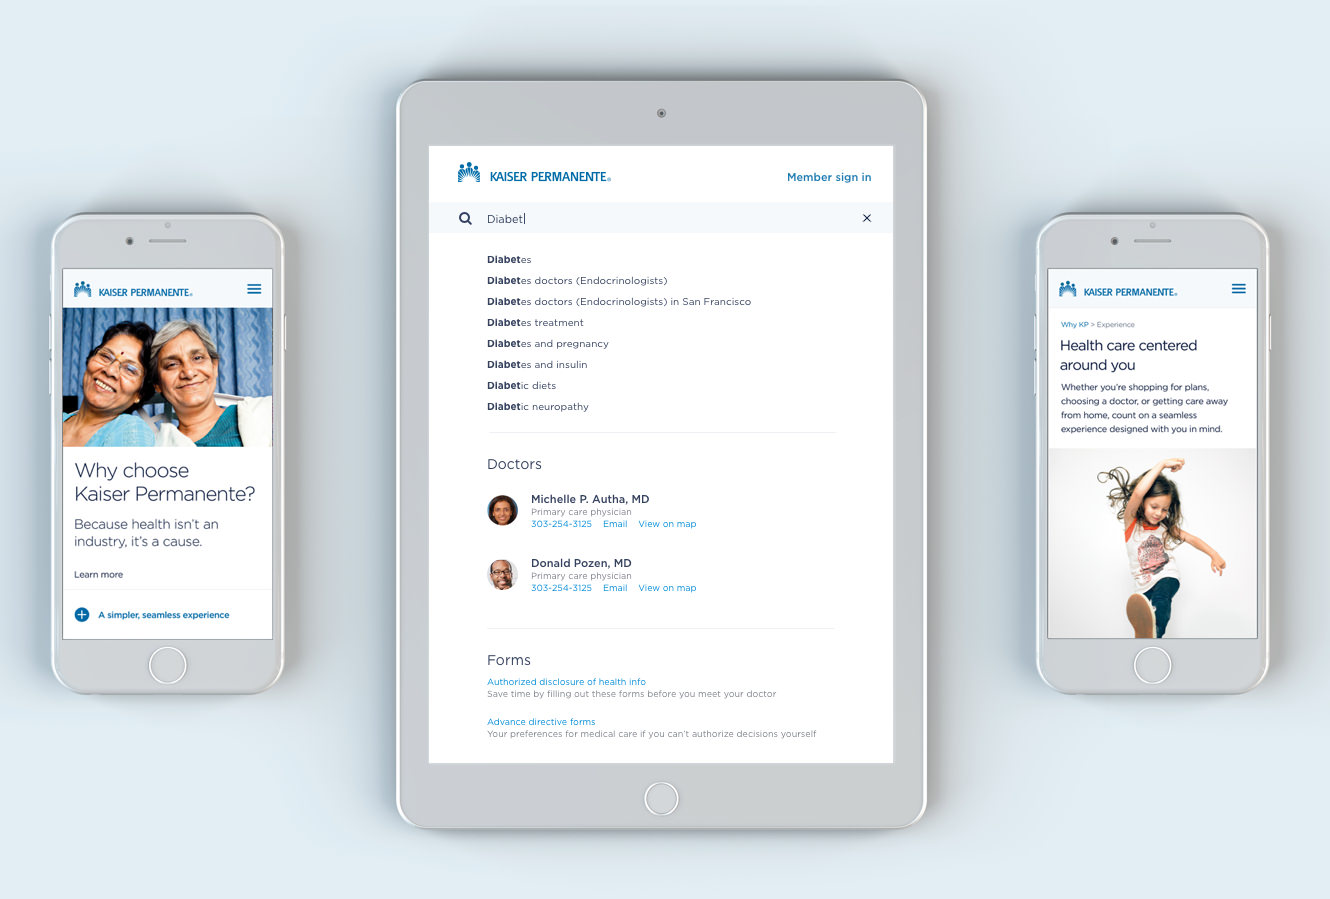 KAISER PERMANENTE®
Why choose
Kaiser Permanente?
Because health isn't an
industry, it's a cause.
Learn more
A simpler, seamless experience
KAISER PERMANENTE®
Member sign in
Diabet
Diabetes
Diabetes doctors (Endocrinologists)
Diabetes doctors (Endocrinologists) in San Francisco
Diabetes treatment
Diabetes and pregnancy
Diabetes and insulin
Diabetic diets
Diabetic neuropathy
Doctors
Michelle P. Autha, MD
Primary care physician
303-254-3125 Email View on map
Donald Pozen, MD
Primary care physician
303-254-3125 Email View on map
Forms
Authorized disclosure of health info
Save time by filling out these forms before you meet your doctor
Advance directive forms
Your preferences for medical care if you can't authorize decisions yourself
KAISER PERMANENTE®
Why KP > Experience
Health care centered
around you
Whether you're shopping for plans,
choosing a doctor, or getting care away
from home, count on a seamless
experience designed with you in mind.